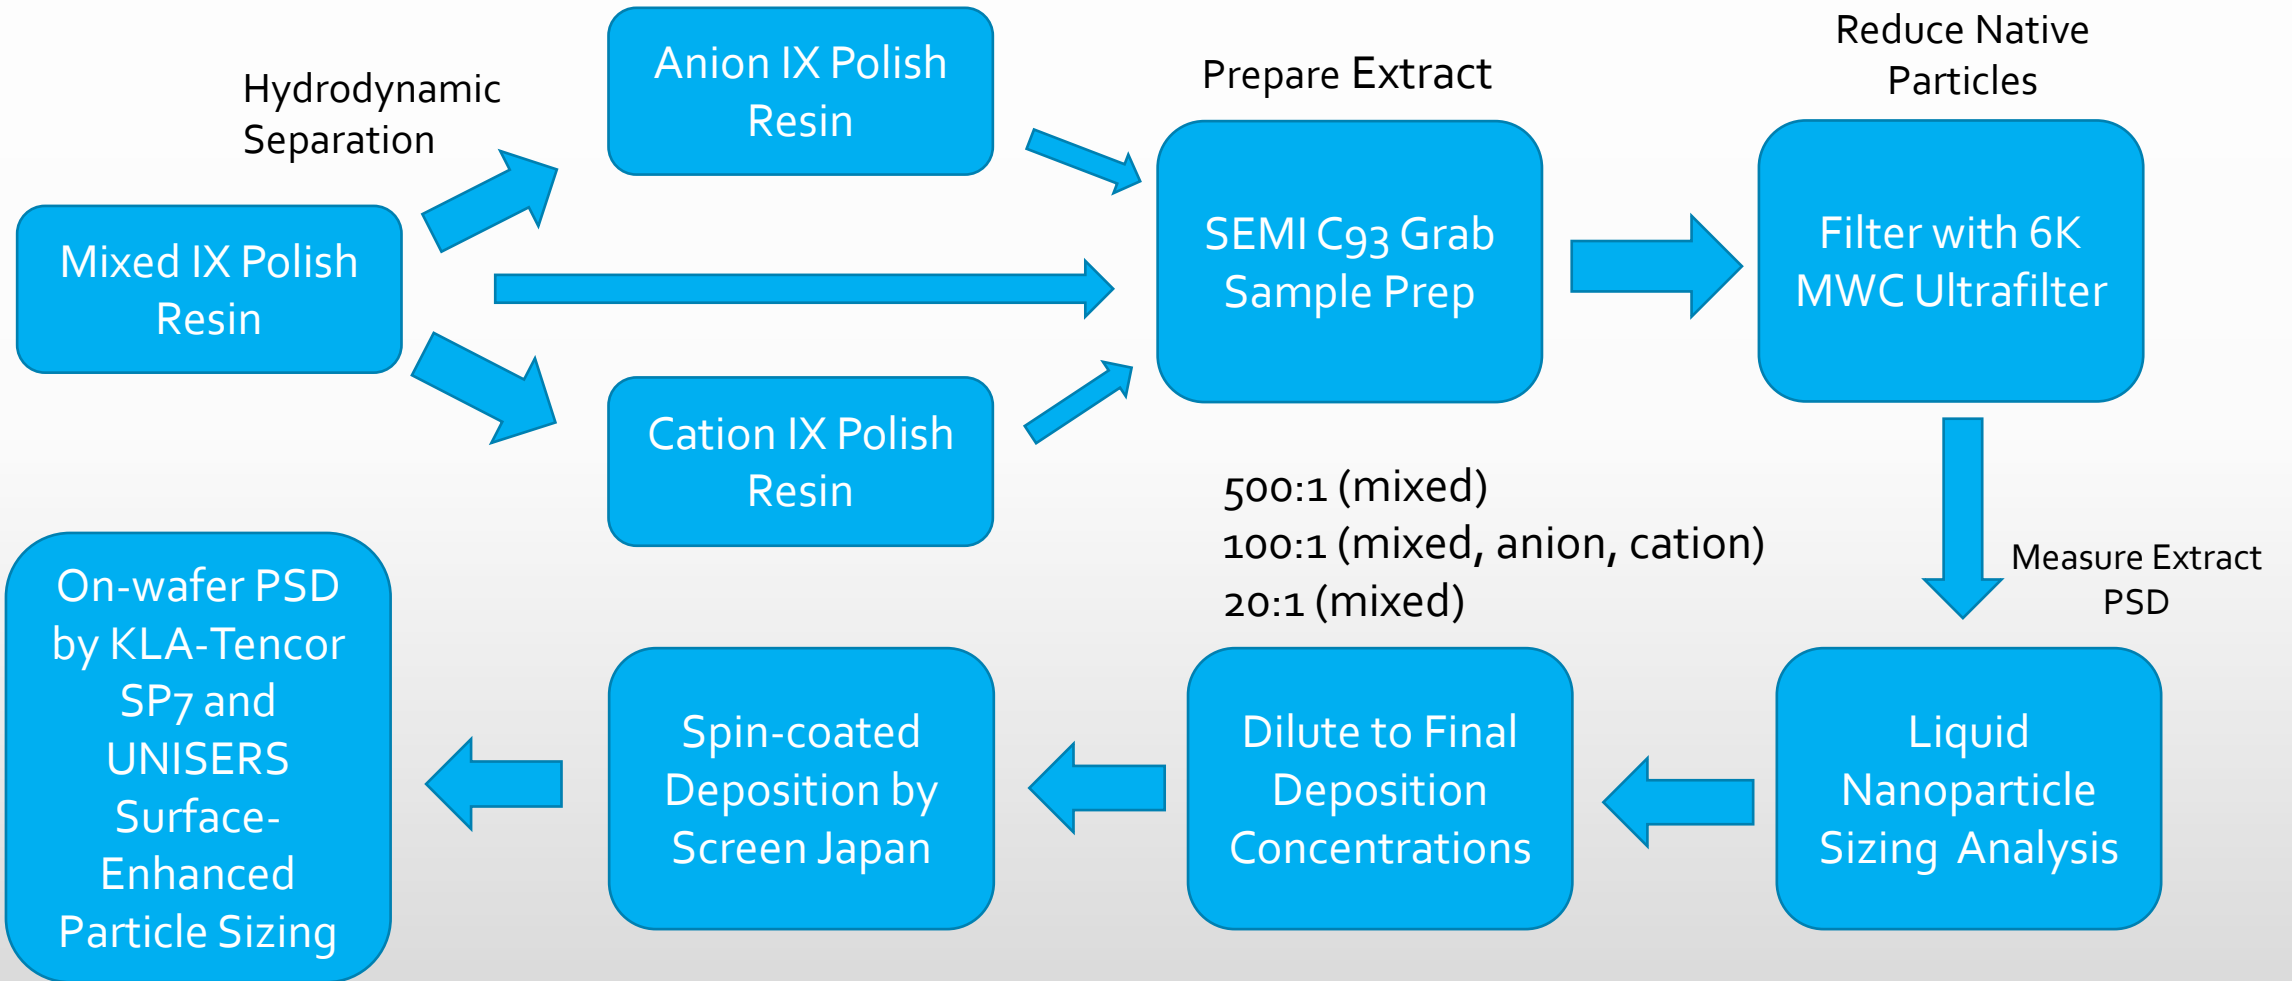 Hydrodynamic
Separation
Mixed IX Polish
Resin
Anion IX Polish
Resin
Cation IX Polish
Resin
Prepare Extract
SEMI C93 Grab
Sample Prep
Reduce Native
Particles
Filter with 6K
MWC Ultrafilter
Measure Extract
PSD
Liquid
Nanoparticle
Sizing Analysis
500:1 (mixed)
100:1 (mixed, anion, cation)
20:1 (mixed)
Dilute to Final
Deposition
Concentrations
Spin-coated
Deposition by
Screen Japan
On-wafer PSD
by KLA-Tencor
SP7 and
UNISERS
Surface-
Enhanced
Particle Sizing